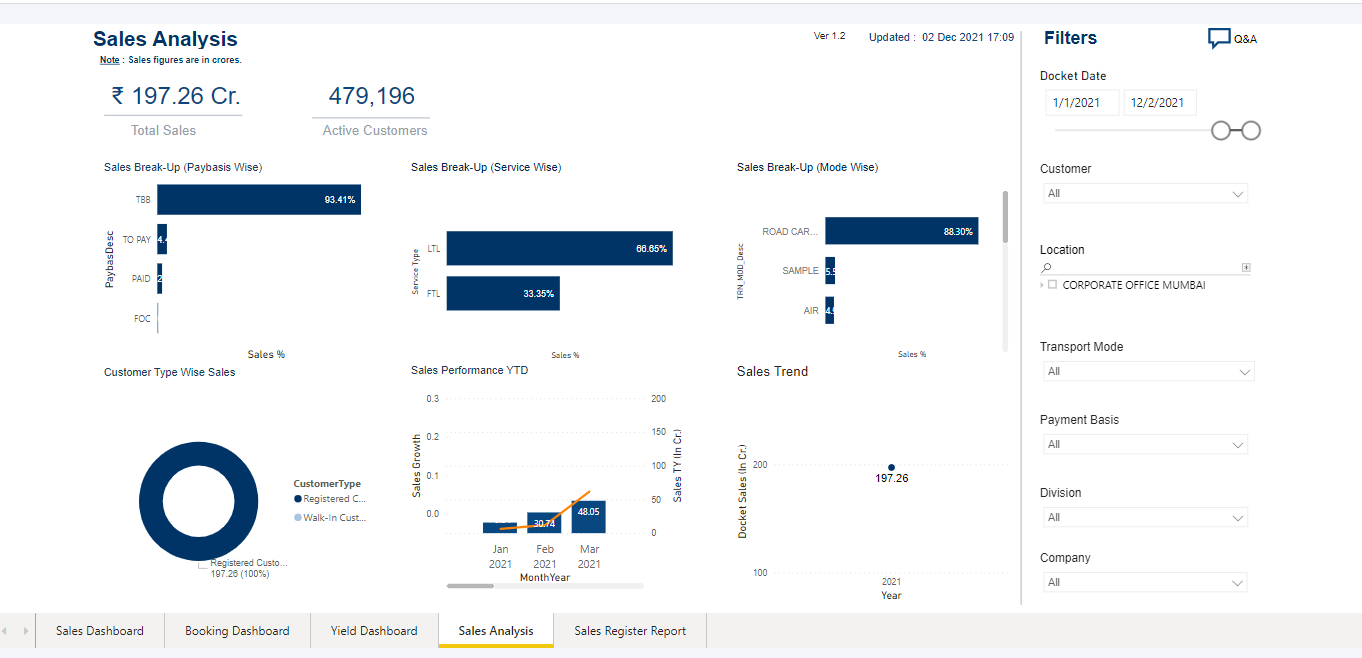 Sales Analysis
Note : Sales figures are in crores.
Ver 1.2
Updated : 02 Dec 2021 17:09
₹ 197.26 Cr.
Total Sales
479,196
Active Customers
Sales Break-Up (Paybasis Wise)
PaybasDesc
TBB
93.41%
TO PAY
PAID
FOC
Sales %
Sales Break-Up (Service Wise)
Service Type
LTL
66.65%
FTL
33.35%
Sales %
Sales Break-Up (Mode Wise)
TRN_MOD_Desc
ROAD CAR...
88.30%
SAMPLE
AIR
Sales %
Customer Type Wise Sales
CustomerType
Registered C...
Walk-In Cust...
Registered Custo...
197.26 (100%)
Sales Performance YTD
Sales Growth
0.3
0.2
0.1
0.0
200
150
100
50
0
Sales TY (In Cr.)
30.74
48.05
Jan Feb Mar
2021 2021 2021
MonthYear
Sales Trend
Docket Sales (In Cr.)
200
197.26
100
2021
Year
Filters
Q&A
Docket Date
1/1/2021 12/2/2021
Customer
All
Location
CORPORATE OFFICE MUMBAI
Transport Mode
All
Payment Basis
All
Division
All
Company
All
Sales Dashboard
Booking Dashboard
Yield Dashboard
Sales Analysis
Sales Register Report